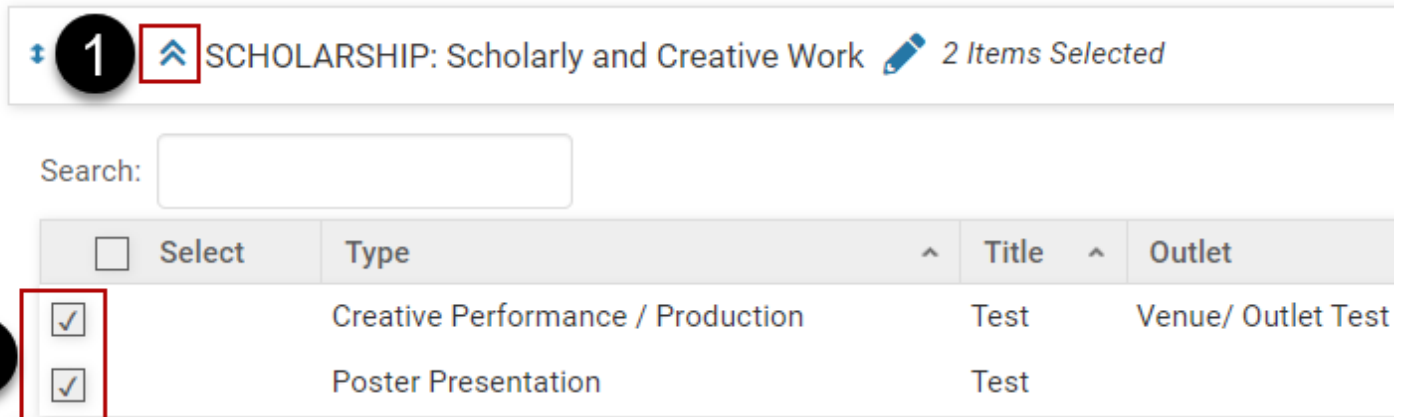 1 SCHOLARSHIP: Scholarly and Creative Work 2 Items Selected
Search:
Select Type Title Outlet
Creative Performance / Production Test Venue/ Outlet Test
Poster Presentation Test